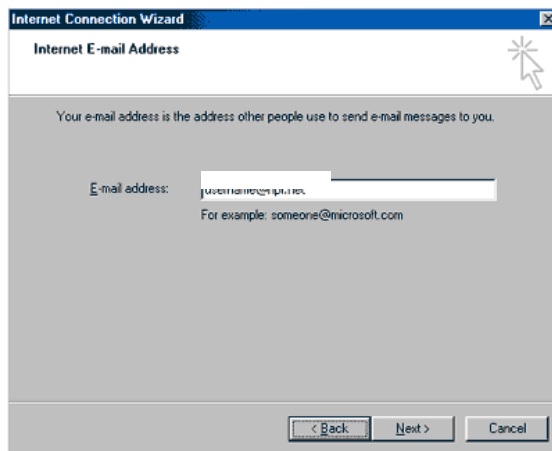 Internet Connection Wizard
Internet E-mail Address
Your e-mail address is the address other people use to send e-mail messages to you.
E-mail address:
For example: someone@microsoft.com
< Back
Next >
Cancel